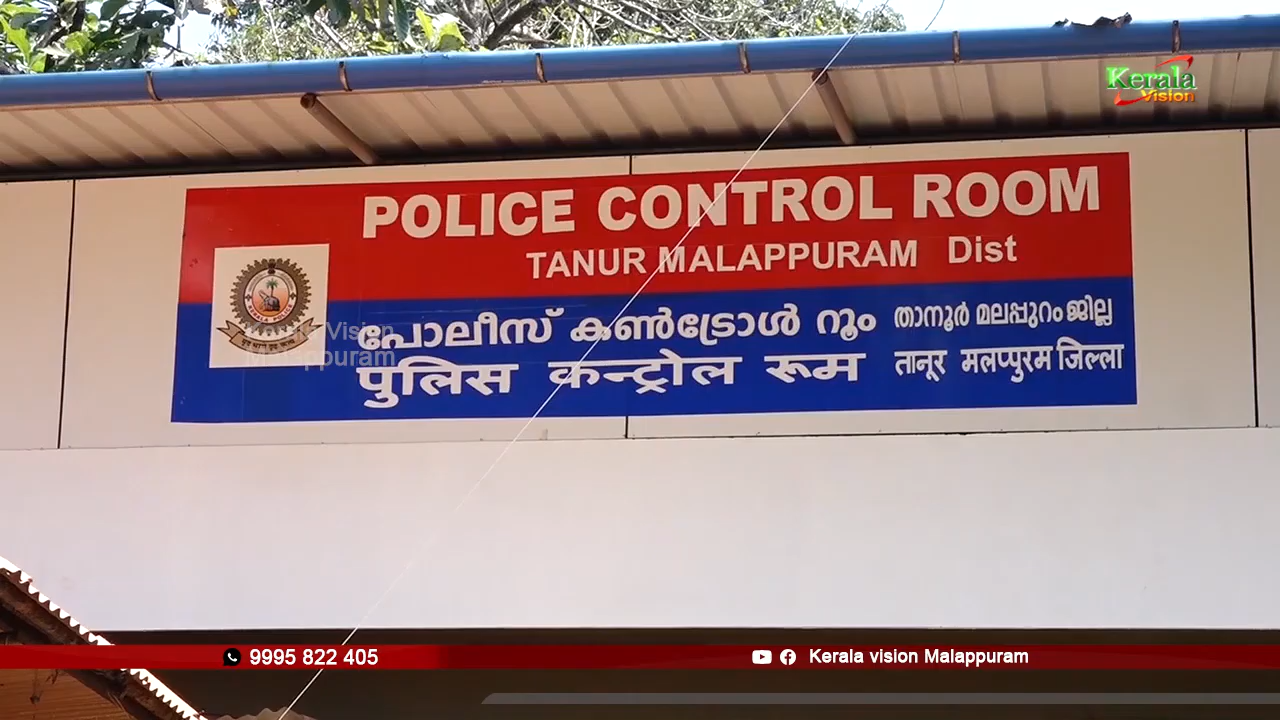 Kerala
Vision
POLICE CONTROL ROOM
TANUR MALAPPURAM Dist
പോലീസ് കൺട്രോൾ റൂം താനൂർ മലപ്പുറം ജില്ല
पुलिस कन्ट्रोल रूम तानूर मलप्पुरम जिल्ला
Vision
Malappuram
9995 822 405
Kerala vision Malappuram